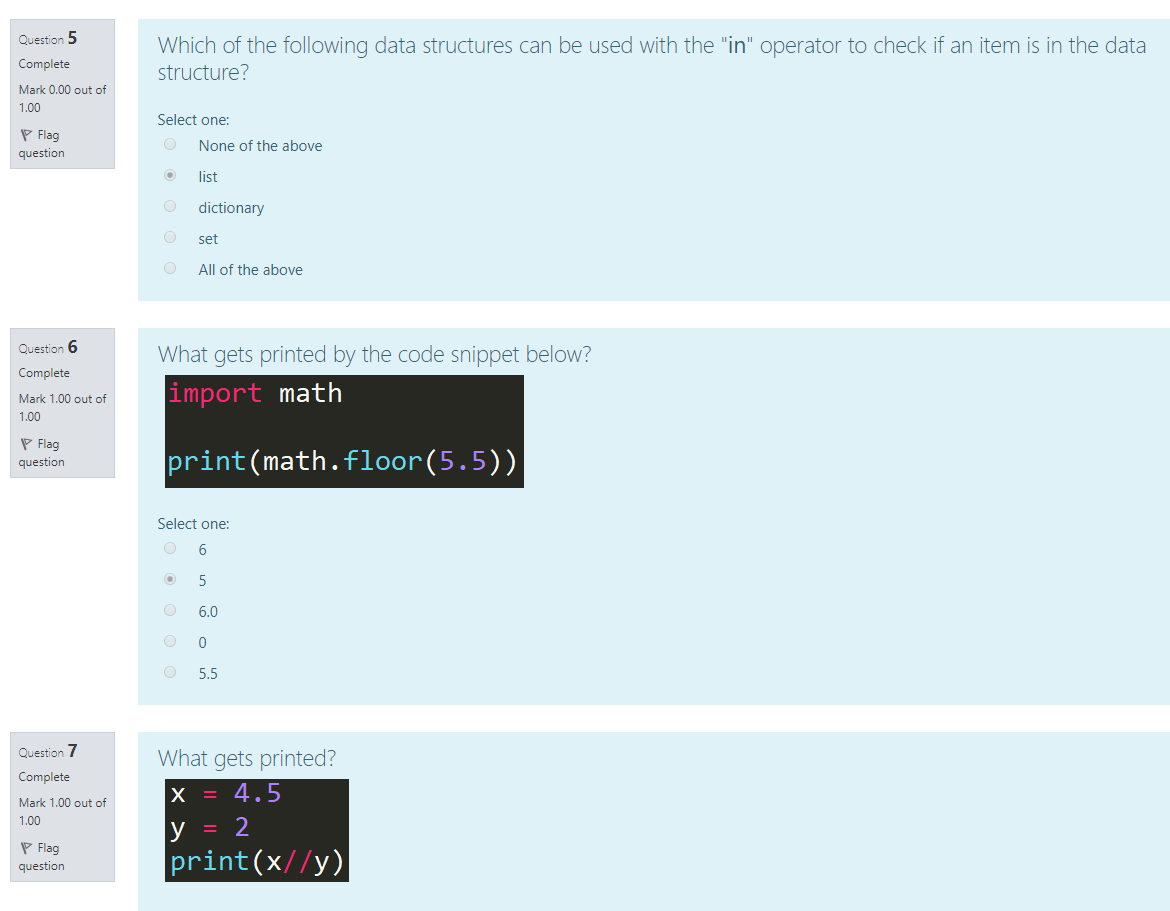 Question 5
Complete
Mark 0.00 out of
1.00
Flag
question
Which of the following data structures can be used with the "in" operator to check if an item is in the data
structure?
Select one:
None of the above
list
dictionary
set
All of the above
Question 6
Complete
Mark 1.00 out of
1.00
Flag
question
What gets printed by the code snippet below?
import math
print(math.floor(5.5))
Select one:
6
5
6.0
0
5.5
Question 7
Complete
Mark 1.00 out of
1.00
Flag
question
What gets printed?
x = 4.5
y = 2
print(x//y)